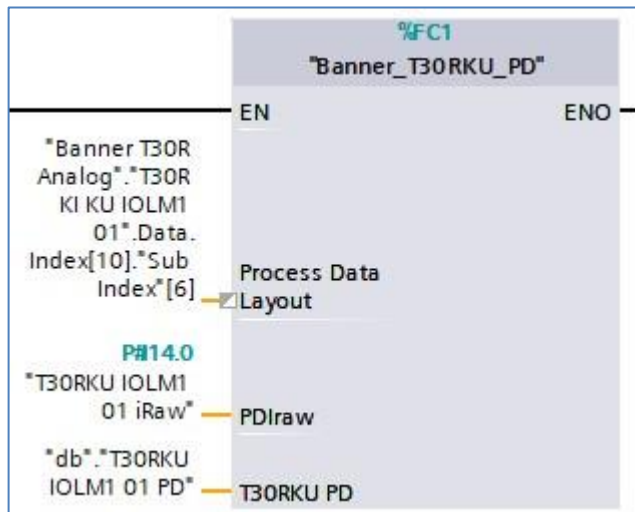 %FC1
"Banner_T30RKU_PD"
EN ENO
"Banner T30R
Analog"."T30R
KI KU IOLM1
01".Data.
Index[10]."Sub
Index"[6]
Process Data
Layout
P#I14.0
"T30RKU IOLM1
01 iRaw"
PDIraw
"db"."T30RKU
IOLM1 01 PD"
T30RKU PD